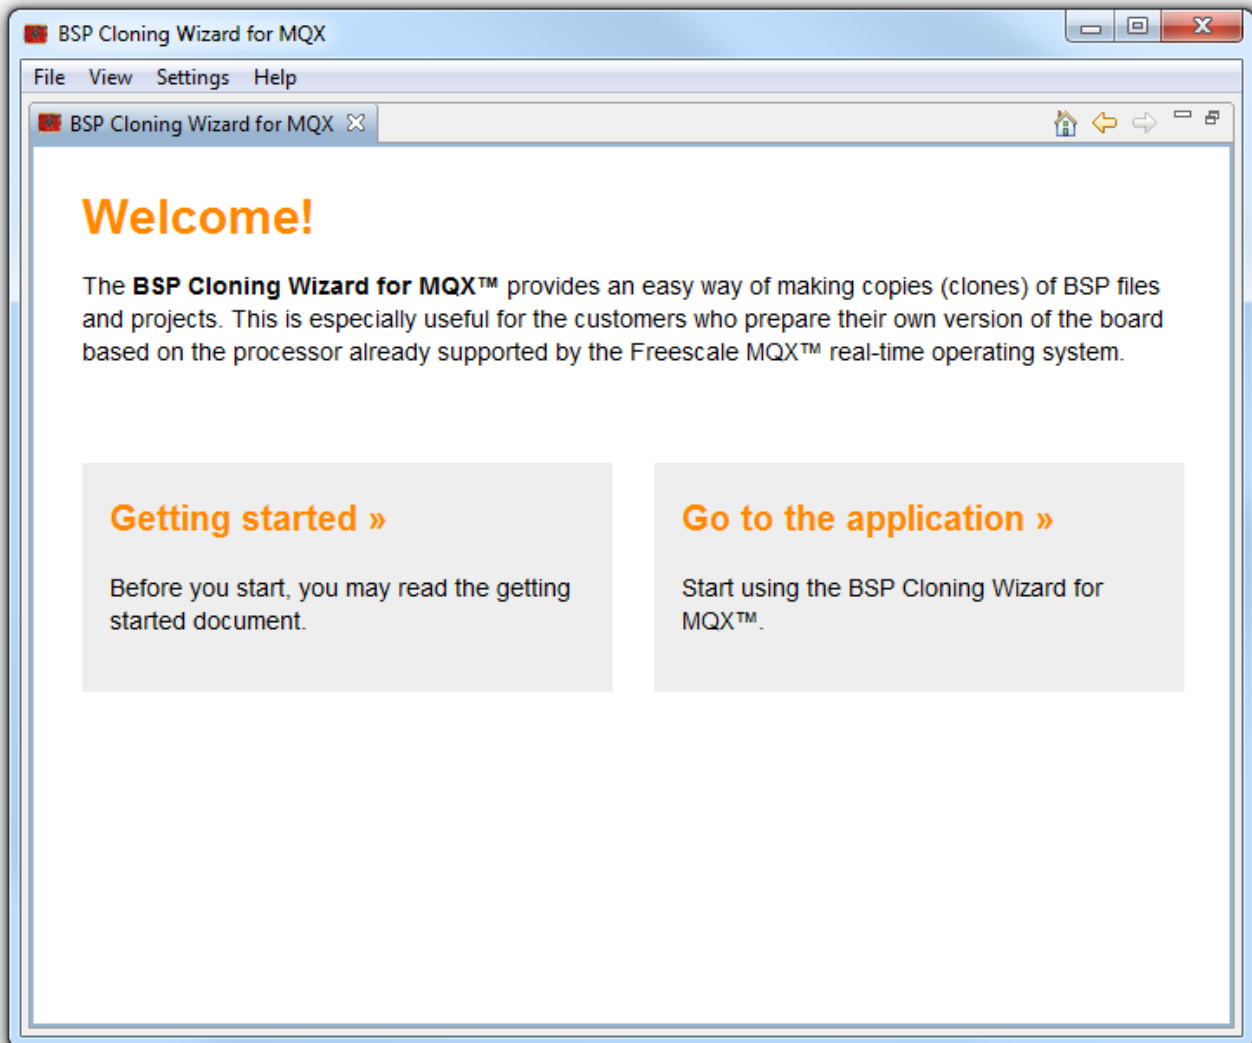 BSP Cloning Wizard for MQX
File View Settings Help
BSP Cloning Wizard for MQX
Welcome!
The BSP Cloning Wizard for MQX™ provides an easy way of making copies (clones) of BSP files
and projects. This is especially useful for the customers who prepare their own version of the board
based on the processor already supported by the Freescale MQX™ real-time operating system.
Getting started »
Before you start, you may read the getting
started document.
Go to the application »
Start using the BSP Cloning Wizard for
MQX™.